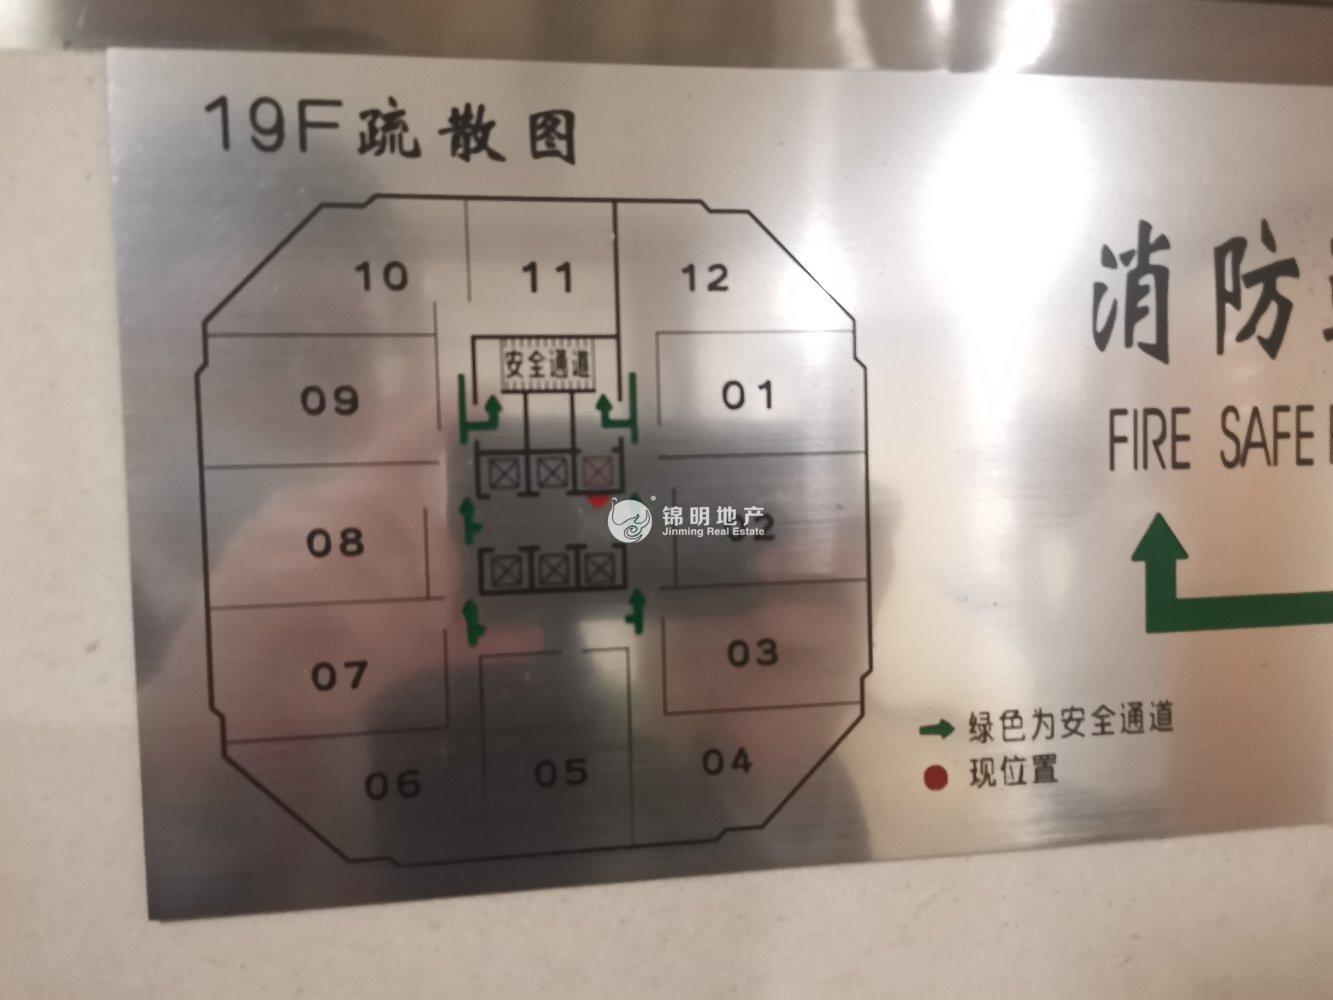 19F疏散图
10 11 12
安全通道
09 01
08 02
07 03
06 05 04
锦明地产
Jinming Real Estate
消防
FIRE SAFE
绿色为安全通道
现位置